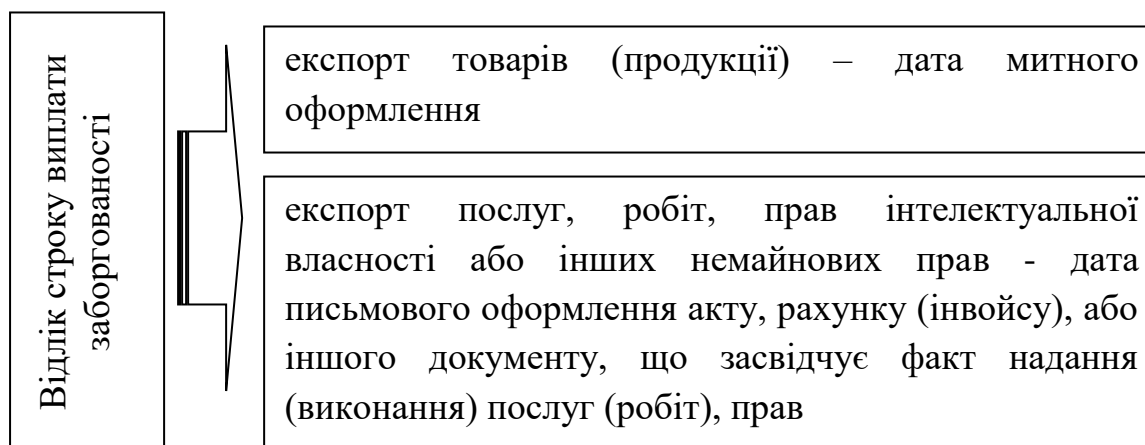 Відлік строку виплати
заборгованості
експорт товарів (продукції) – дата митного
оформлення
експорт послуг, робіт, прав інтелектуальної
власності або інших немайнових прав - дата
письмового оформлення акту, рахунку (інвойсу), або
іншого документу, що засвідчує факт надання
(виконання) послуг (робіт), прав